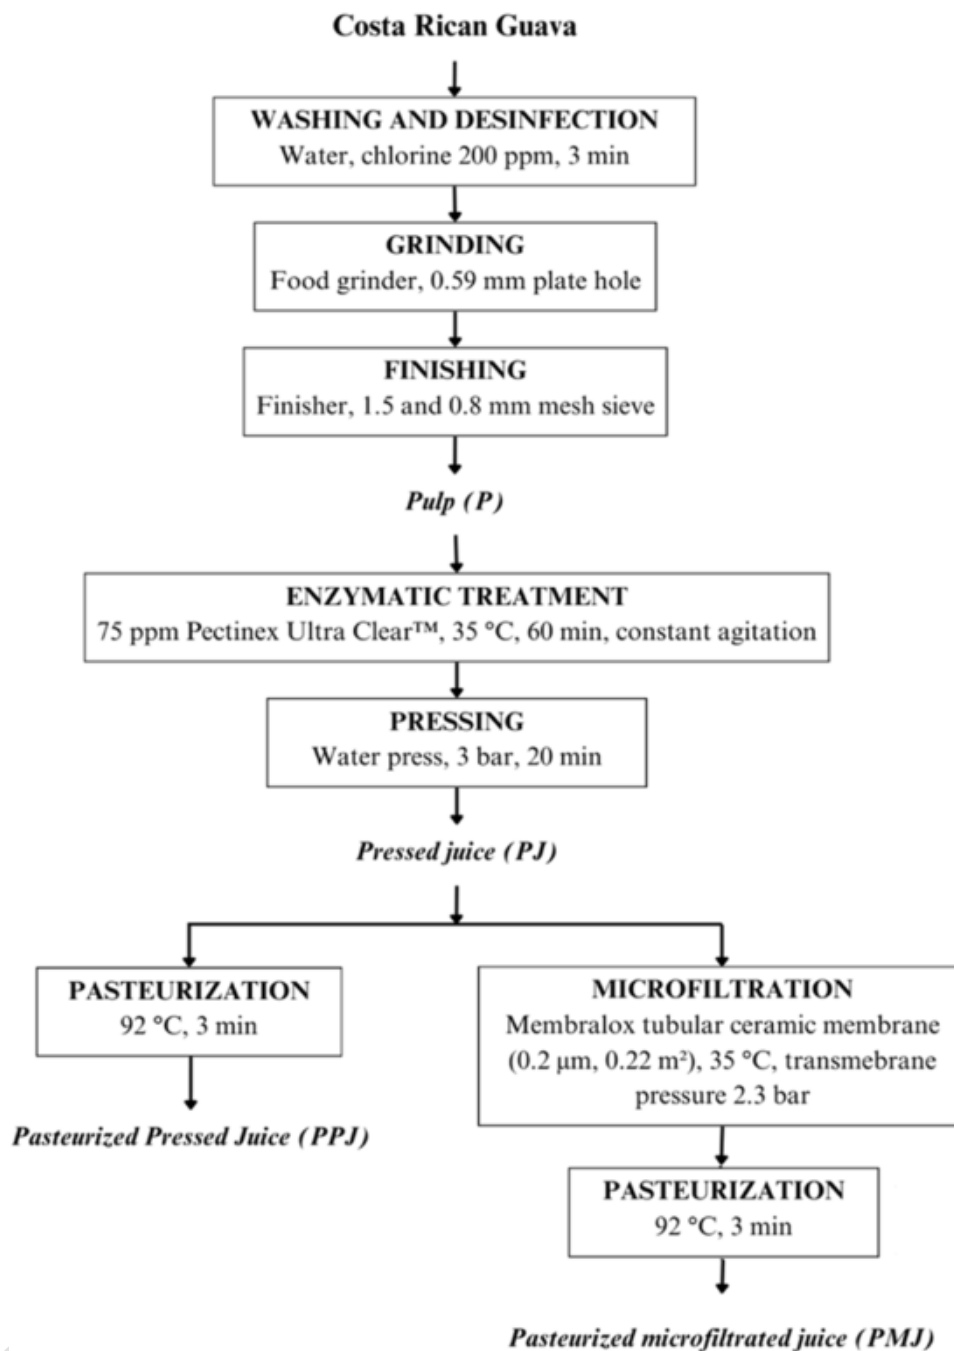 Costa Rican Guava
WASHING AND DESINFECTION
Water, chlorine 200 ppm, 3 min
GRINDING
Food grinder, 0.59 mm plate hole
FINISHING
Finisher, 1.5 and 0.8 mm mesh sieve
Pulp (P)
ENZYMATIC TREATMENT
75 ppm Pectinex Ultra Clear™, 35 °C, 60 min, constant agitation
PRESSING
Water press, 3 bar, 20 min
Pressed juice (PJ)
PASTEURIZATION
92 °C, 3 min
Pasteurized Pressed Juice (PPJ)
MICROFILTRATION
Membralox tubular ceramic membrane
(0.2 µm, 0.22 m²), 35 °C, transmebrane
pressure 2.3 bar
PASTEURIZATION
92 °C, 3 min
Pasteurized microfiltrated juice (PMJ)